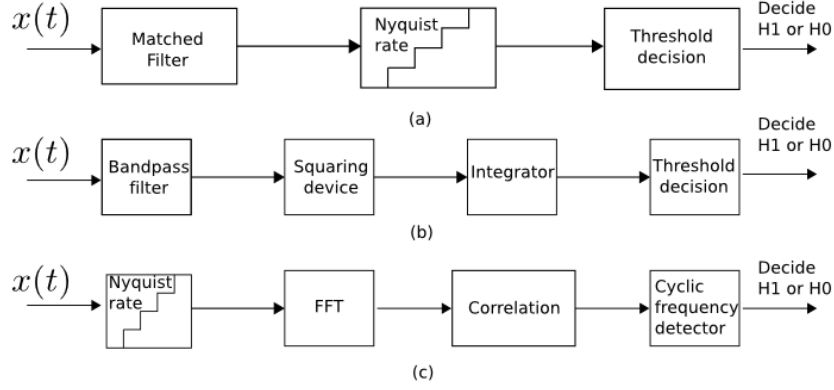 x(t)
Matched
Filter
Nyquist
rate
Threshold
decision
Decide
H1 or H0
(a)
x(t)
Bandpass
filter
Squaring
device
Integrator
Threshold
decision
Decide
H1 or H0
(b)
x(t)
Nyquist
rate
FFT
Correlation
Cyclic
frequency
detector
Decide
H1 or H0
(c)